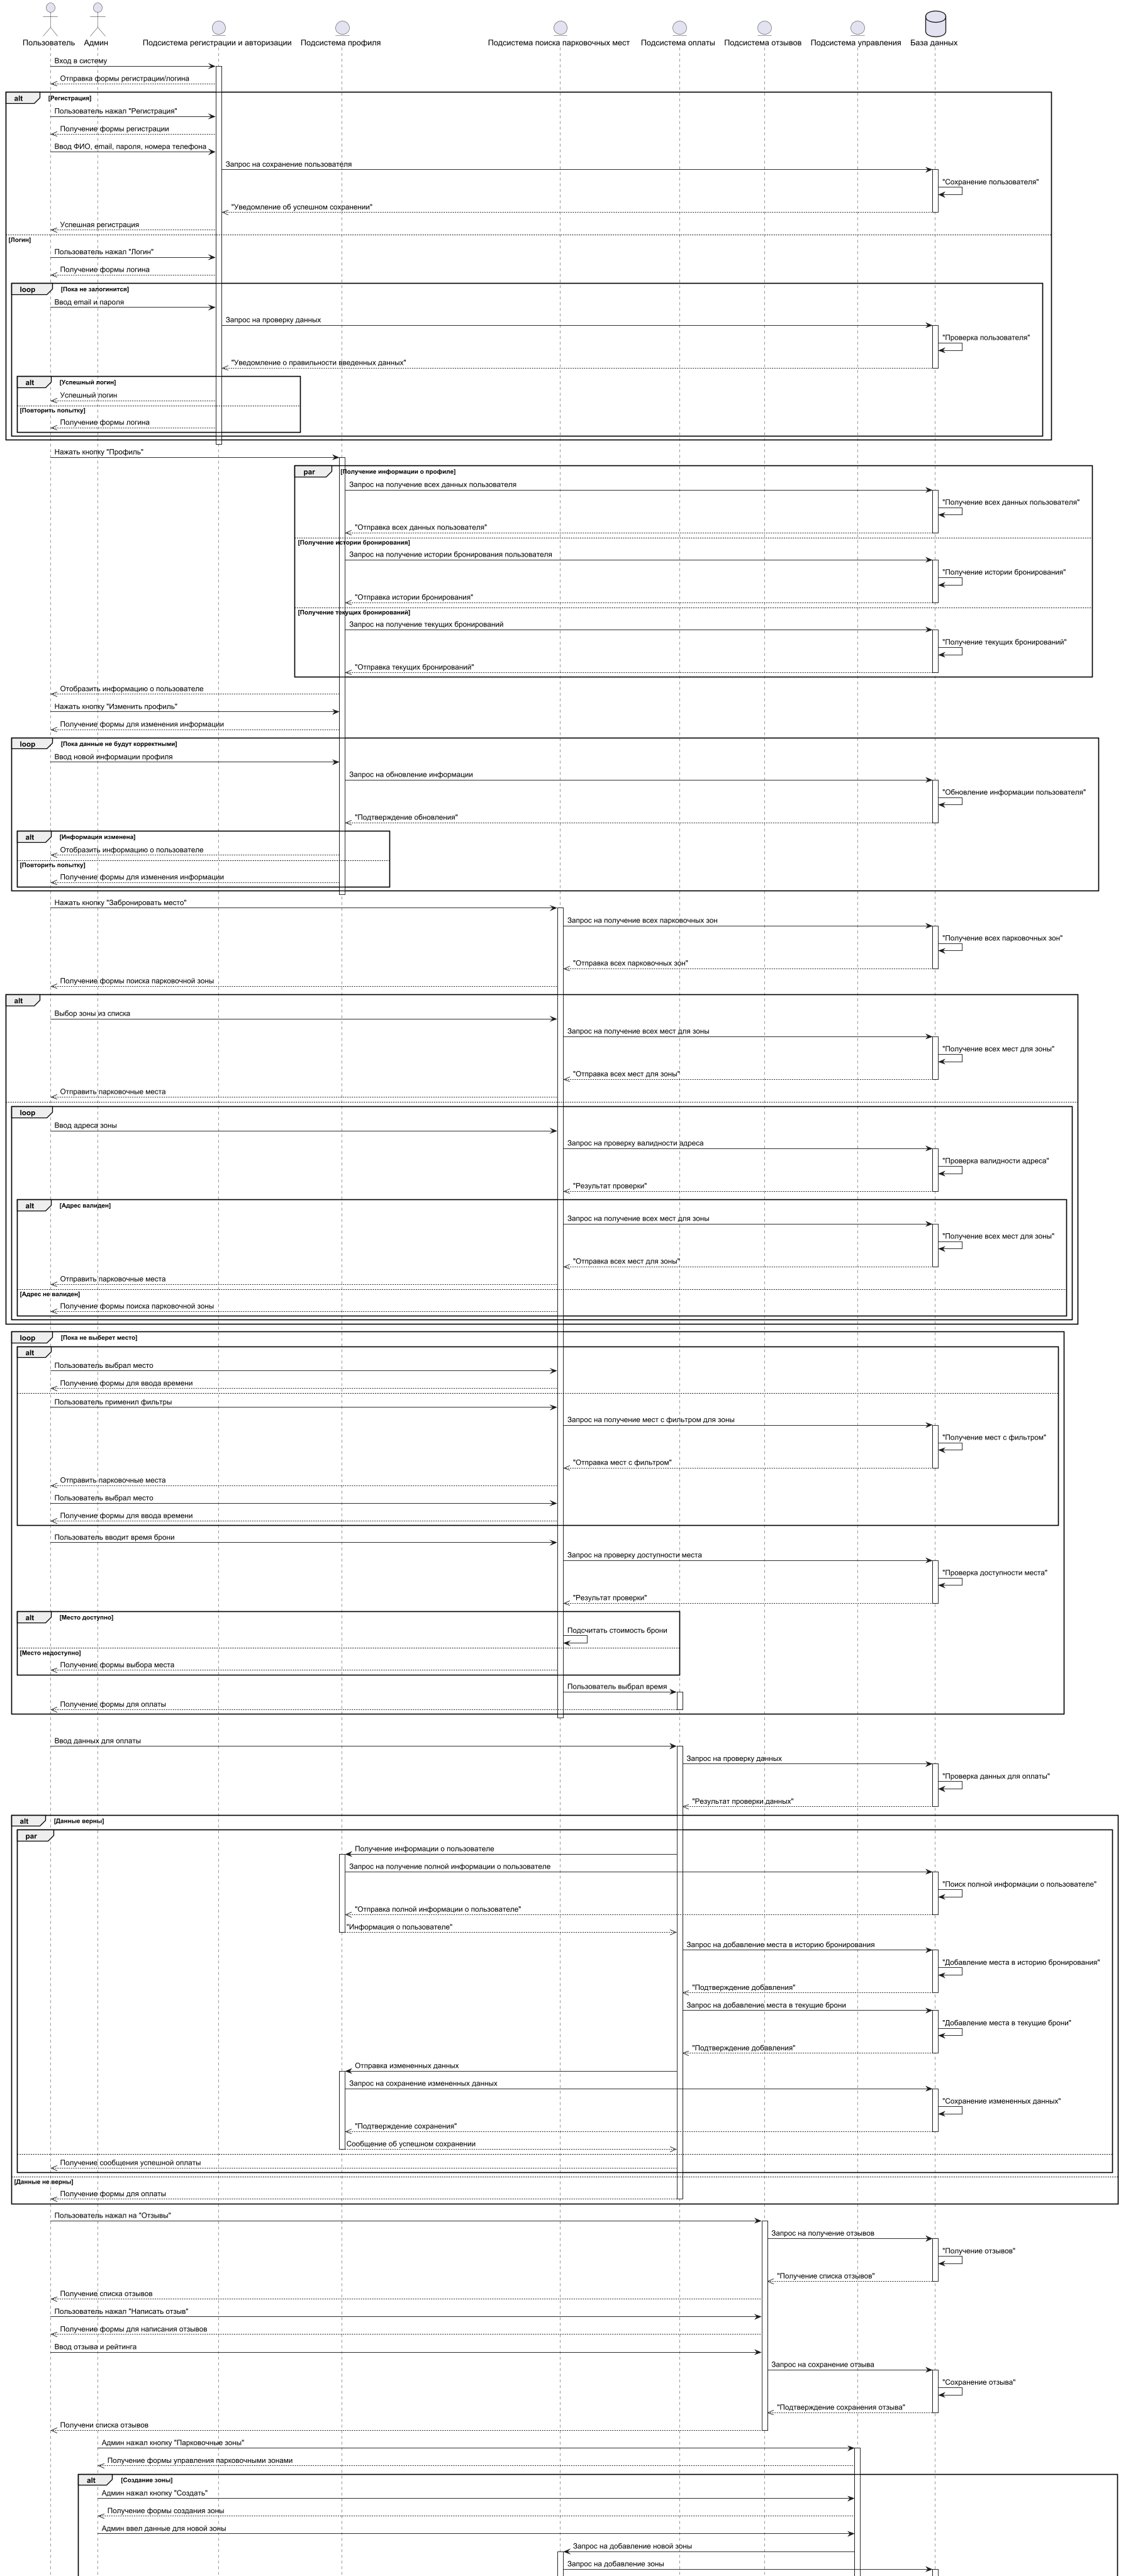 Пользователь
Админ
Подсистема регистрации и авторизации
Подсистема профиля
Подсистема поиска парковочных мест
Подсистема оплаты
Подсистема отзывов
Подсистема управления
База данных
Вход в систему
Отправка формы регистрации/логина
alt [Регистрация]
Пользователь нажал "Регистрация"
Получение формы регистрации
Ввод ФИО, email, пароля, номера телефона
Запрос на сохранение пользователя
"Сохранение пользователя"
"Уведомление об успешном сохранении"
Успешная регистрация
[Логин]
Пользователь нажал "Логин"
Получение формы логина
loop [Пока не залогинится]
Ввод email и пароля
Запрос на проверку данных
"Проверка пользователя"
"Уведомление о правильности введенных данных"
alt [Успешный логин]
Успешный логин
[Повторить попытку]
Получение формы логина
Нажать кнопку "Профиль"
par [Получение информации о профиле]
Запрос на получение всех данных пользователя
"Получение всех данных пользователя"
"Отправка всех данных пользователя"
[Получение истории бронирования]
Запрос на получение истории бронирования пользователя
"Получение истории бронирования"
"Отправка истории бронирования"
[Получение текущих бронирований]
Запрос на получение текущих бронирований
"Получение текущих бронирований"
"Отправка текущих бронирований"
Отобразить информацию о пользователе
Нажать кнопку "Изменить профиль"
Получение формы для изменения информации
loop [Пока данные не будут корректными]
Ввод новой информации профиля
Запрос на обновление информации
"Обновление информации пользователя"
"Подтверждение обновления"
alt [Информация изменена]
Отобразить информацию о пользователе
[Повторить попытку]
Получение формы для изменения информации
Нажать кнопку "Забронировать место"
Запрос на получение всех парковочных зон
"Получение всех парковочных зон"
"Отправка всех парковочных зон"
Получение формы поиска парковочной зоны
alt
Выбор зоны из списка
Запрос на получение всех мест для зоны
"Получение всех мест для зоны"
"Отправка всех мест для зоны"
Отправить парковочные места
loop
Ввод адреса зоны
Запрос на проверку валидности адреса
"Проверка валидности адреса"
"Результат проверки"
alt [Адрес валиден]
Запрос на получение всех мест для зоны
"Получение всех мест для зоны"
"Отправка всех мест для зоны"
Отправить парковочные места
[Адрес не валиден]
Получение формы поиска парковочной зоны
loop [Пока не выберет место]
alt
Пользователь выбрал место
Получение формы для ввода времени
Пользователь применил фильтры
Запрос на получение мест с фильтром для зоны
"Получение мест с фильтром"
"Отправка мест с фильтром"
Отправить парковочные места
Пользователь выбрал место
Получение формы для ввода времени
Пользователь вводит время брони
Запрос на проверку доступности места
"Проверка доступности места"
"Результат проверки"
alt [Место доступно]
Подсчитать стоимость брони
[Место недоступно]
Получение формы выбора места
Пользователь выбрал время
Получение формы для оплаты
Ввод данных для оплаты
Запрос на проверку данных
"Проверка данных для оплаты"
"Результат проверки данных"
alt [Данные верны]
par
Получение информации о пользователе
Запрос на получение полной информации о пользователе
"Поиск полной информации о пользователе"
"Отправка полной информации о пользователе"
"Информация о пользователе"
Запрос на добавление места в историю бронирования
"Добавление места в историю бронирования"
"Подтверждение добавления"
Запрос на добавление места в текущие брони
"Добавление места в текущие брони"
"Подтверждение добавления"
Отправка измененных данных
Запрос на сохранение измененных данных
"Сохранение измененных данных"
"Подтверждение сохранения"
Сообщение об успешном сохранении
Получение сообщения успешной оплаты
[Данные не верны]
Получение формы для оплаты
Пользователь нажал на "Отзывы"
Запрос на получение отзывов
"Получение отзывов"
"Получение списка отзывов"
Получение списка отзывов
Пользователь нажал "Написать отзыв"
Получение формы для написания отзывов
Ввод отзыва и рейтинга
Запрос на сохранение отзыва
"Сохранение отзыва"
"Подтверждение сохранения отзыва"
Получени списка отзывов
Админ нажал кнопку "Парковочные зоны"
Получение формы управления парковочными зонами
alt [Создание зоны]
Админ нажал кнопку "Создать"
Получение формы создания зоны
Админ ввел данные для новой зоны
Запрос на добавление новой зоны
Запрос на добавление зоны